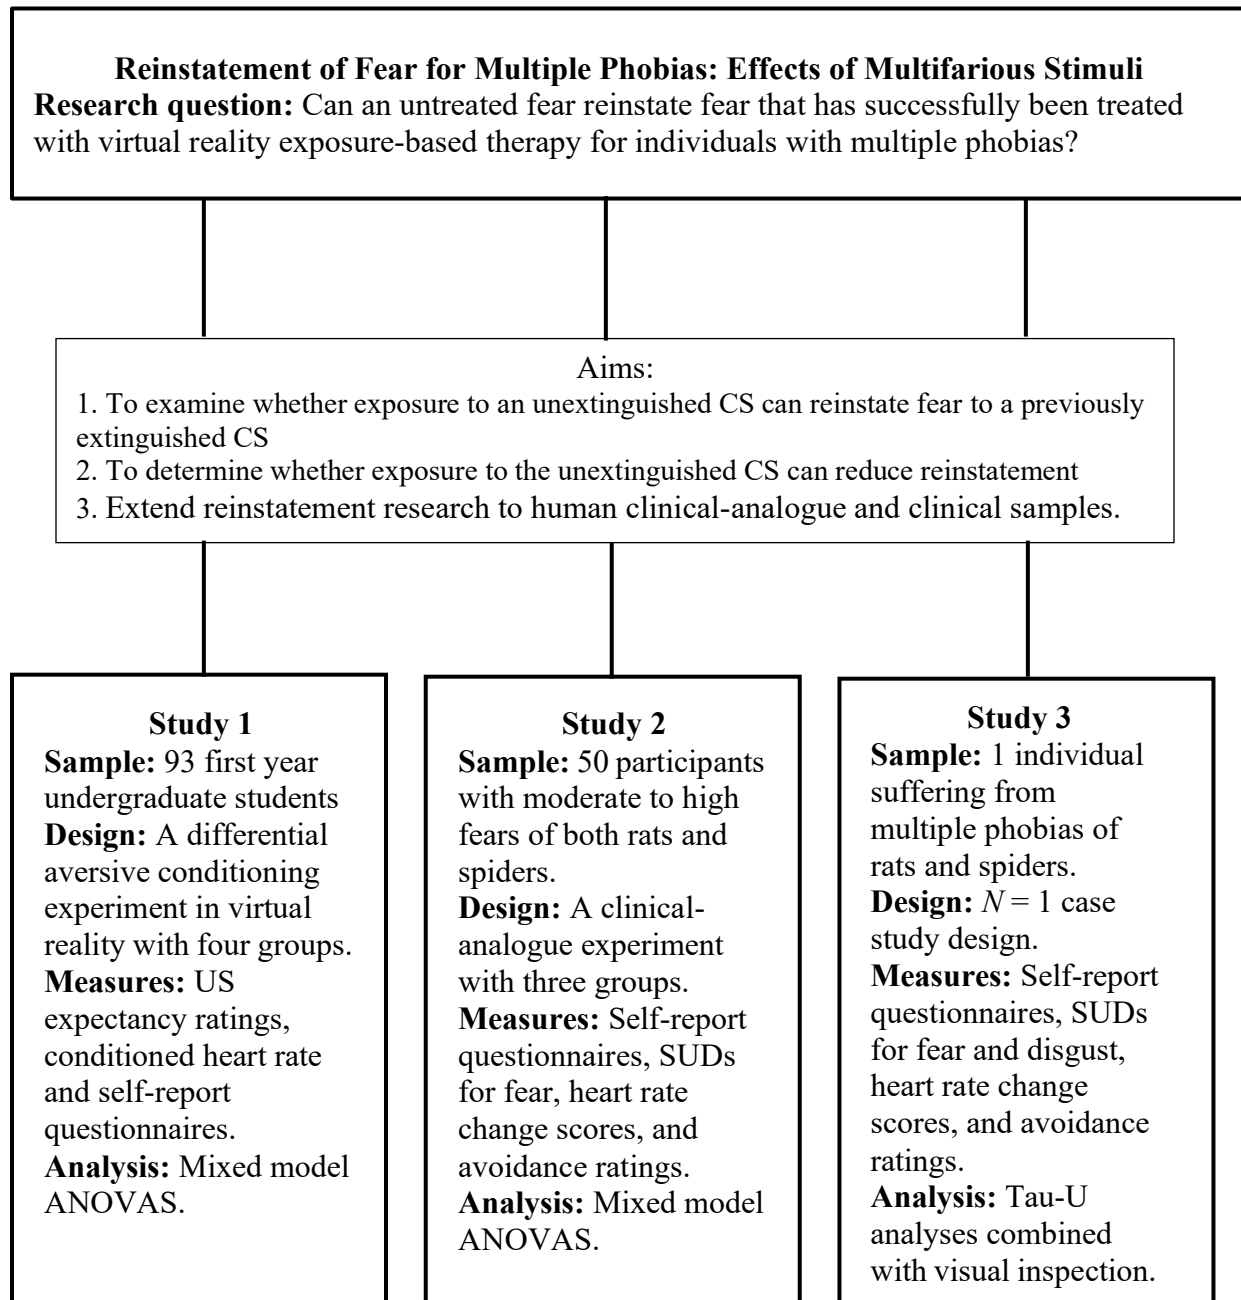 Reinstatement of Fear for Multiple Phobias: Effects of Multifarious Stimuli
Research question: Can an untreated fear reinstate fear that has successfully been treated
with virtual reality exposure-based therapy for individuals with multiple phobias?
Aims:
1. To examine whether exposure to an unextinguished CS can reinstate fear to a previously
extinguished CS
2. To determine whether exposure to the unextinguished CS can reduce reinstatement
3. Extend reinstatement research to human clinical-analogue and clinical samples.
Study 1
Sample: 93 first year
undergraduate students
Design: A differential
aversive conditioning
experiment in virtual
reality with four groups.
Measures: US
expectancy ratings,
conditioned heart rate
and self-report
questionnaires.
Analysis: Mixed model
ANOVAS.
Study 2
Sample: 50 participants
with moderate to high
fears of both rats and
spiders.
Design: A clinical-
analogue experiment
with three groups.
Measures: Self-report
questionnaires, SUDs
for fear, heart rate
change scores, and
avoidance ratings.
Analysis: Mixed model
ANOVAS.
Study 3
Sample: 1 individual
suffering from
multiple phobias of
rats and spiders.
Design: N = 1 case
study design.
Measures: Self-report
questionnaires, SUDs
for fear and disgust,
heart rate change
scores, and avoidance
ratings.
Analysis: Tau-U
analyses combined
with visual inspection.